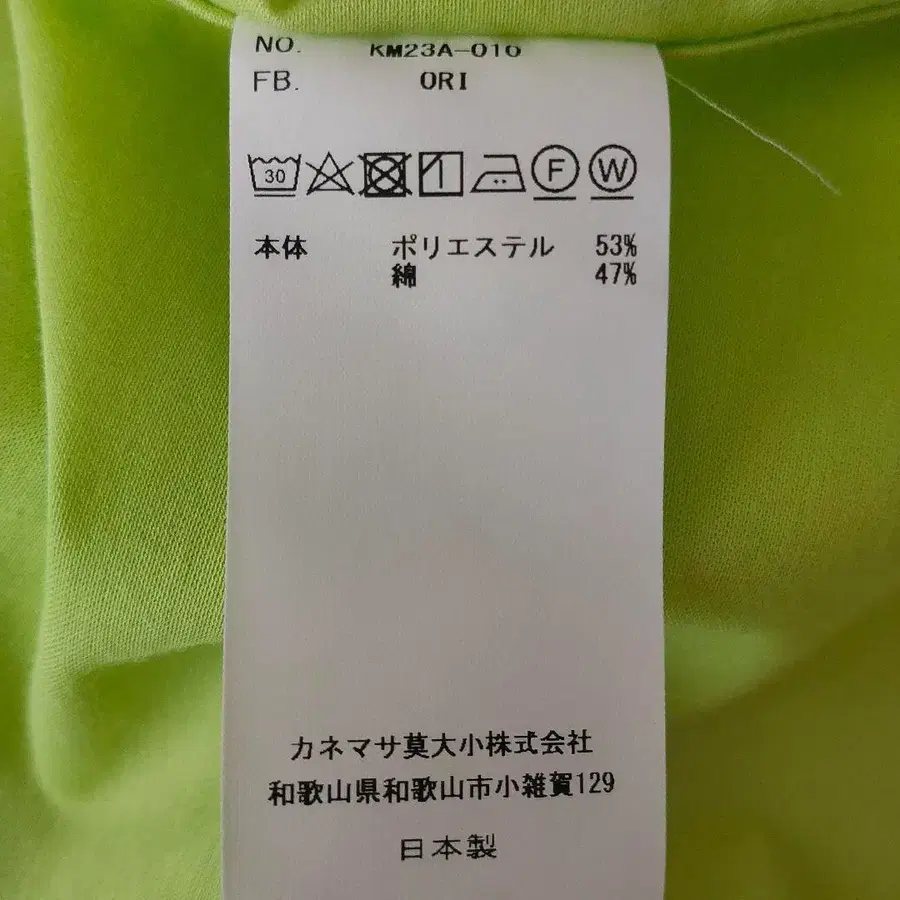 NO. KM23A-016
FB. ORI
30 F W
本体 ポリエステル 53%
綿 47%
カネマサ莫大小株式会社
和歌山県和歌山市小雑賀129
日本製